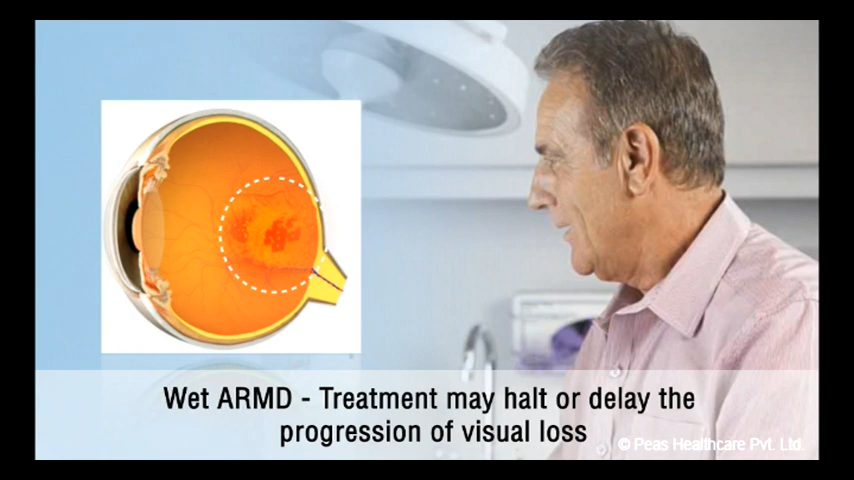 Wet ARMD - Treatment may halt or delay the
progression of visual loss
© Peas Healthcare Pvt. Ltd.